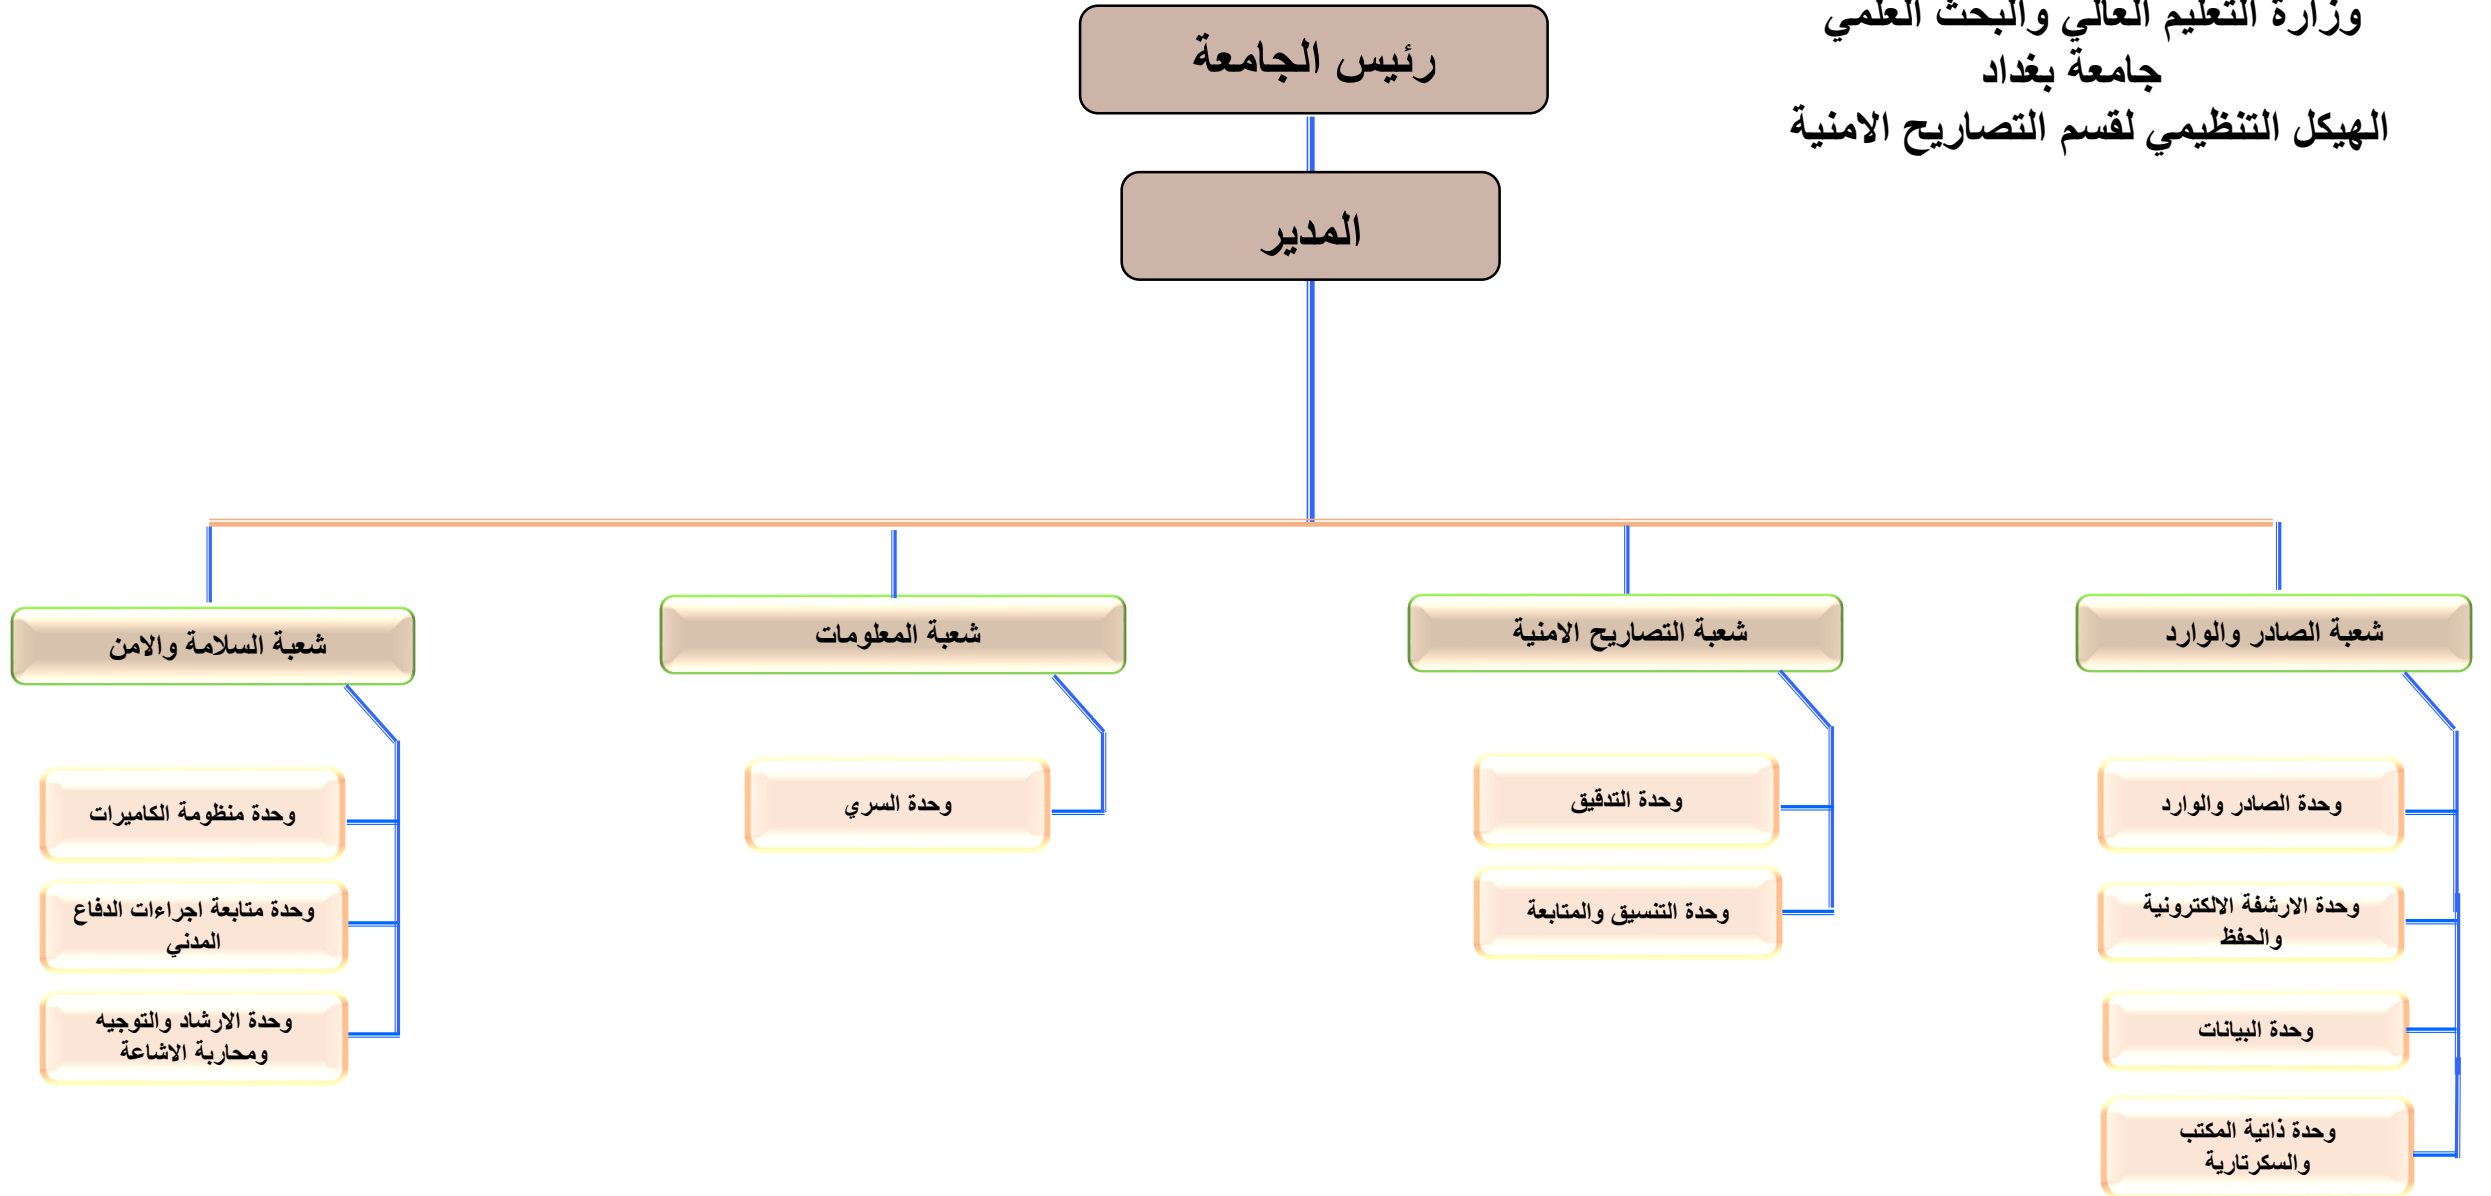 وزارة التعليم العالي والبحث العلمي
جامعة بغداد
الهيكل التنظيمي لقسم التصاريح الامنية
رئيس الجامعة
المدير
شعبة الصادر والوارد
وحدة الصادر والوارد
وحدة الارشفة الالكترونية
والحفظ
وحدة البيانات
وحدة ذاتية المكتب
والسكرتارية
شعبة التصاريح الامنية
وحدة التدقيق
وحدة التنسيق والمتابعة
شعبة المعلومات
وحدة السري
شعبة السلامة والامن
وحدة منظومة الكاميرات
وحدة متابعة اجراءات الدفاع
المدني
وحدة الارشاد والتوجيه
ومحاربة الاشاعة